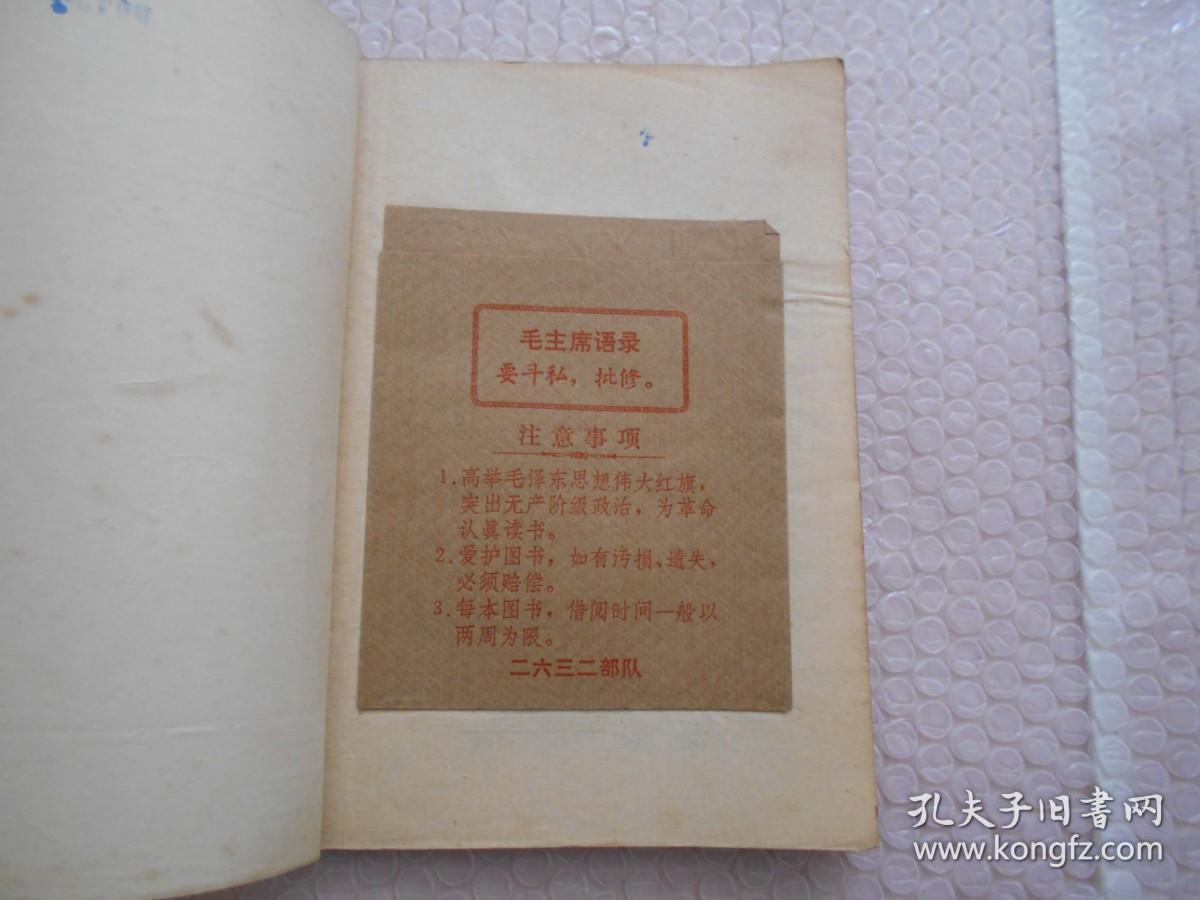 毛主席语录
要斗私，批修。
注意事项
1.高举毛泽东思想伟大红旗，
突出无产阶级政治，为革命
认真读书。
2.爱护图书，如有污损、遗失，
必须赔偿。
3.每本图书，借阅时间一般以
两周为限。
二六三二部队
孔夫子旧书网
www.kongfz.com